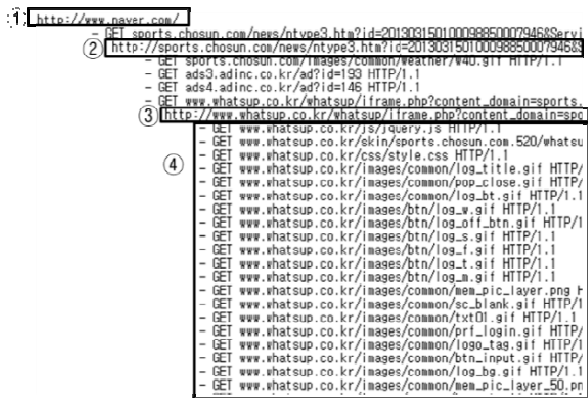 ① http://www.naver.com/
- GET sports.chosun.com/news/ntype3.htm?id=201303150100098850007946&Servi
② http://sports.chosun.com/news/ntype3.htm?id=201303150100098850007946&S
- GET sports.chosun.com/images/common/weather/W40.gif HTTP/1.1
- GET ads3.adinc.co.kr/ad?id=193 HTTP/1.1
- GET ads4.adinc.co.kr/ad?id=146 HTTP/1.1
- GET www.whatsup.co.kr/whatsup/iframe.php?content_domain=sports.
③ http://www.whatsup.co.kr/whatsup/iframe.php?content_domain=spo
- GET www.whatsup.co.kr/js/jquery.js HTTP/1.1
- GET www.whatsup.co.kr/skin/sports.chosun.com.520/whatsu
- GET www.whatsup.co.kr/css/style.css HTTP/1.1
④ - GET www.whatsup.co.kr/images/common/log_title.gif HTTP/
- GET www.whatsup.co.kr/images/common/pop_close.gif HTTP/
- GET www.whatsup.co.kr/images/common/log_bt.gif HTTP/1.1
- GET www.whatsup.co.kr/images/btn/log_w.gif HTTP/1.1
- GET www.whatsup.co.kr/images/btn/log_off_btn.gif HTTP/1
- GET www.whatsup.co.kr/images/btn/log_s.gif HTTP/1.1
- GET www.whatsup.co.kr/images/btn/log_f.gif HTTP/1.1
- GET www.whatsup.co.kr/images/btn/log_t.gif HTTP/1.1
- GET www.whatsup.co.kr/images/btn/log_m.gif HTTP/1.1
- GET www.whatsup.co.kr/images/common/mem_pic_layer.png H
- GET www.whatsup.co.kr/images/common/sc_blank.gif HTTP/1
- GET www.whatsup.co.kr/images/common/txt01.gif HTTP/1.1
- GET www.whatsup.co.kr/images/common/prf_login.gif HTTP/
- GET www.whatsup.co.kr/images/common/logo_tag.gif HTTP/1
- GET www.whatsup.co.kr/images/common/btn_input.gif HTTP/
- GET www.whatsup.co.kr/images/common/log_bg.gif HTTP/1.1
- GET www.whatsup.co.kr/images/common/mem_pic_layer_50.pn